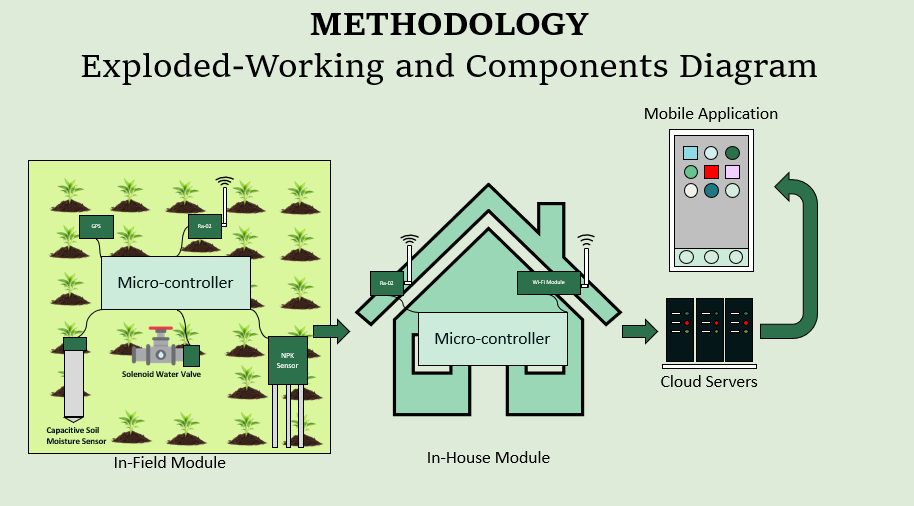 METHODOLOGY
Exploded-Working and Components Diagram
Mobile Application
GPS
Ra-02
Micro-controller
Solenoid Water Valve
NPK
Sensor
Capacitive Soil
Moisture Sensor
In-Field Module
Ra-02
Wi-Fi Module
Micro-controller
In-House Module
Cloud Servers